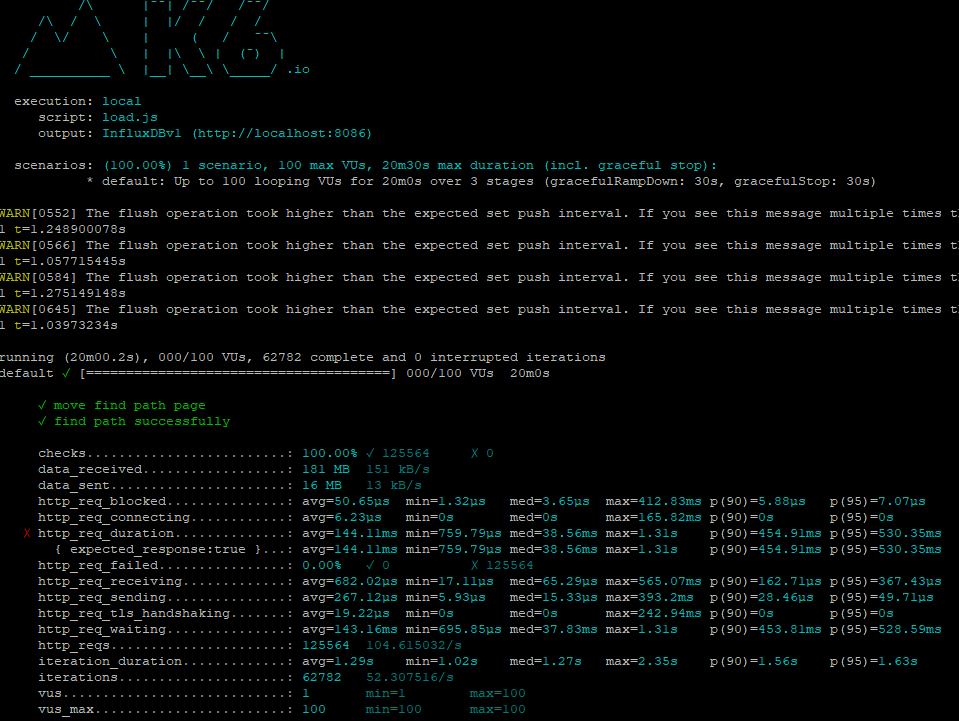 .io
execution: local
script: load.js
output: InfluxDBv1 (http://localhost:8086)
scenarios: (100.00%) 1 scenario, 100 max VUs, 20m30s max duration (incl. graceful stop):
* default: Up to 100 looping VUs for 20m0s over 3 stages (gracefulRampDown: 30s, gracefulStop: 30s)
WARN[0552] The flush operation took higher than the expected set push interval. If you see this message multiple times t
l t=1.248900078s
WARN[0566] The flush operation took higher than the expected set push interval. If you see this message multiple times t
l t=1.057715445s
WARN[0584] The flush operation took higher than the expected set push interval. If you see this message multiple times t
l t=1.275149148s
WARN[0645] The flush operation took higher than the expected set push interval. If you see this message multiple times t
l t=1.03973234s
running (20m00.2s), 000/100 VUs, 62782 complete and 0 interrupted iterations
default ✓ [======================================] 000/100 VUs  20m0s
✓ move find path page
✓ find path successfully
checks.........................: 100.00% ✓ 125564     ✗ 0
data_received..................: 181 MB  151 kB/s
data_sent......................: 16 MB   13 kB/s
http_req_blocked...............: avg=50.65µs  min=1.32µs   med=3.65µs  max=412.83ms p(90)=5.88µs   p(95)=7.07µs
http_req_connecting............: avg=6.23µs   min=0s       med=0s      max=165.82ms p(90)=0s       p(95)=0s
✗ http_req_duration..............: avg=144.11ms min=759.79µs med=38.56ms max=1.31s    p(90)=454.91ms p(95)=530.35ms
{ expected_response:true }...: avg=144.11ms min=759.79µs med=38.56ms max=1.31s    p(90)=454.91ms p(95)=530.35ms
http_req_failed................: 0.00%   ✓ 0          ✗ 125564
http_req_receiving.............: avg=682.02µs min=17.11µs  med=65.29µs max=565.07ms p(90)=162.71µs p(95)=367.43µs
http_req_sending...............: avg=267.12µs min=5.93µs   med=15.33µs max=393.2ms  p(90)=28.46µs  p(95)=49.71µs
http_req_tls_handshaking.......: avg=19.22µs  min=0s       med=0s      max=242.94ms p(90)=0s       p(95)=0s
http_req_waiting...............: avg=143.16ms min=695.85µs med=37.83ms max=1.31s    p(90)=453.81ms p(95)=528.59ms
http_reqs......................: 125564  104.615032/s
iteration_duration.............: avg=1.29s    min=1.02s    med=1.27s   max=2.35s    p(90)=1.56s    p(95)=1.63s
iterations.....................: 62782   52.307516/s
vus............................: 1       min=1        max=100
vus_max........................: 100     min=100      max=100